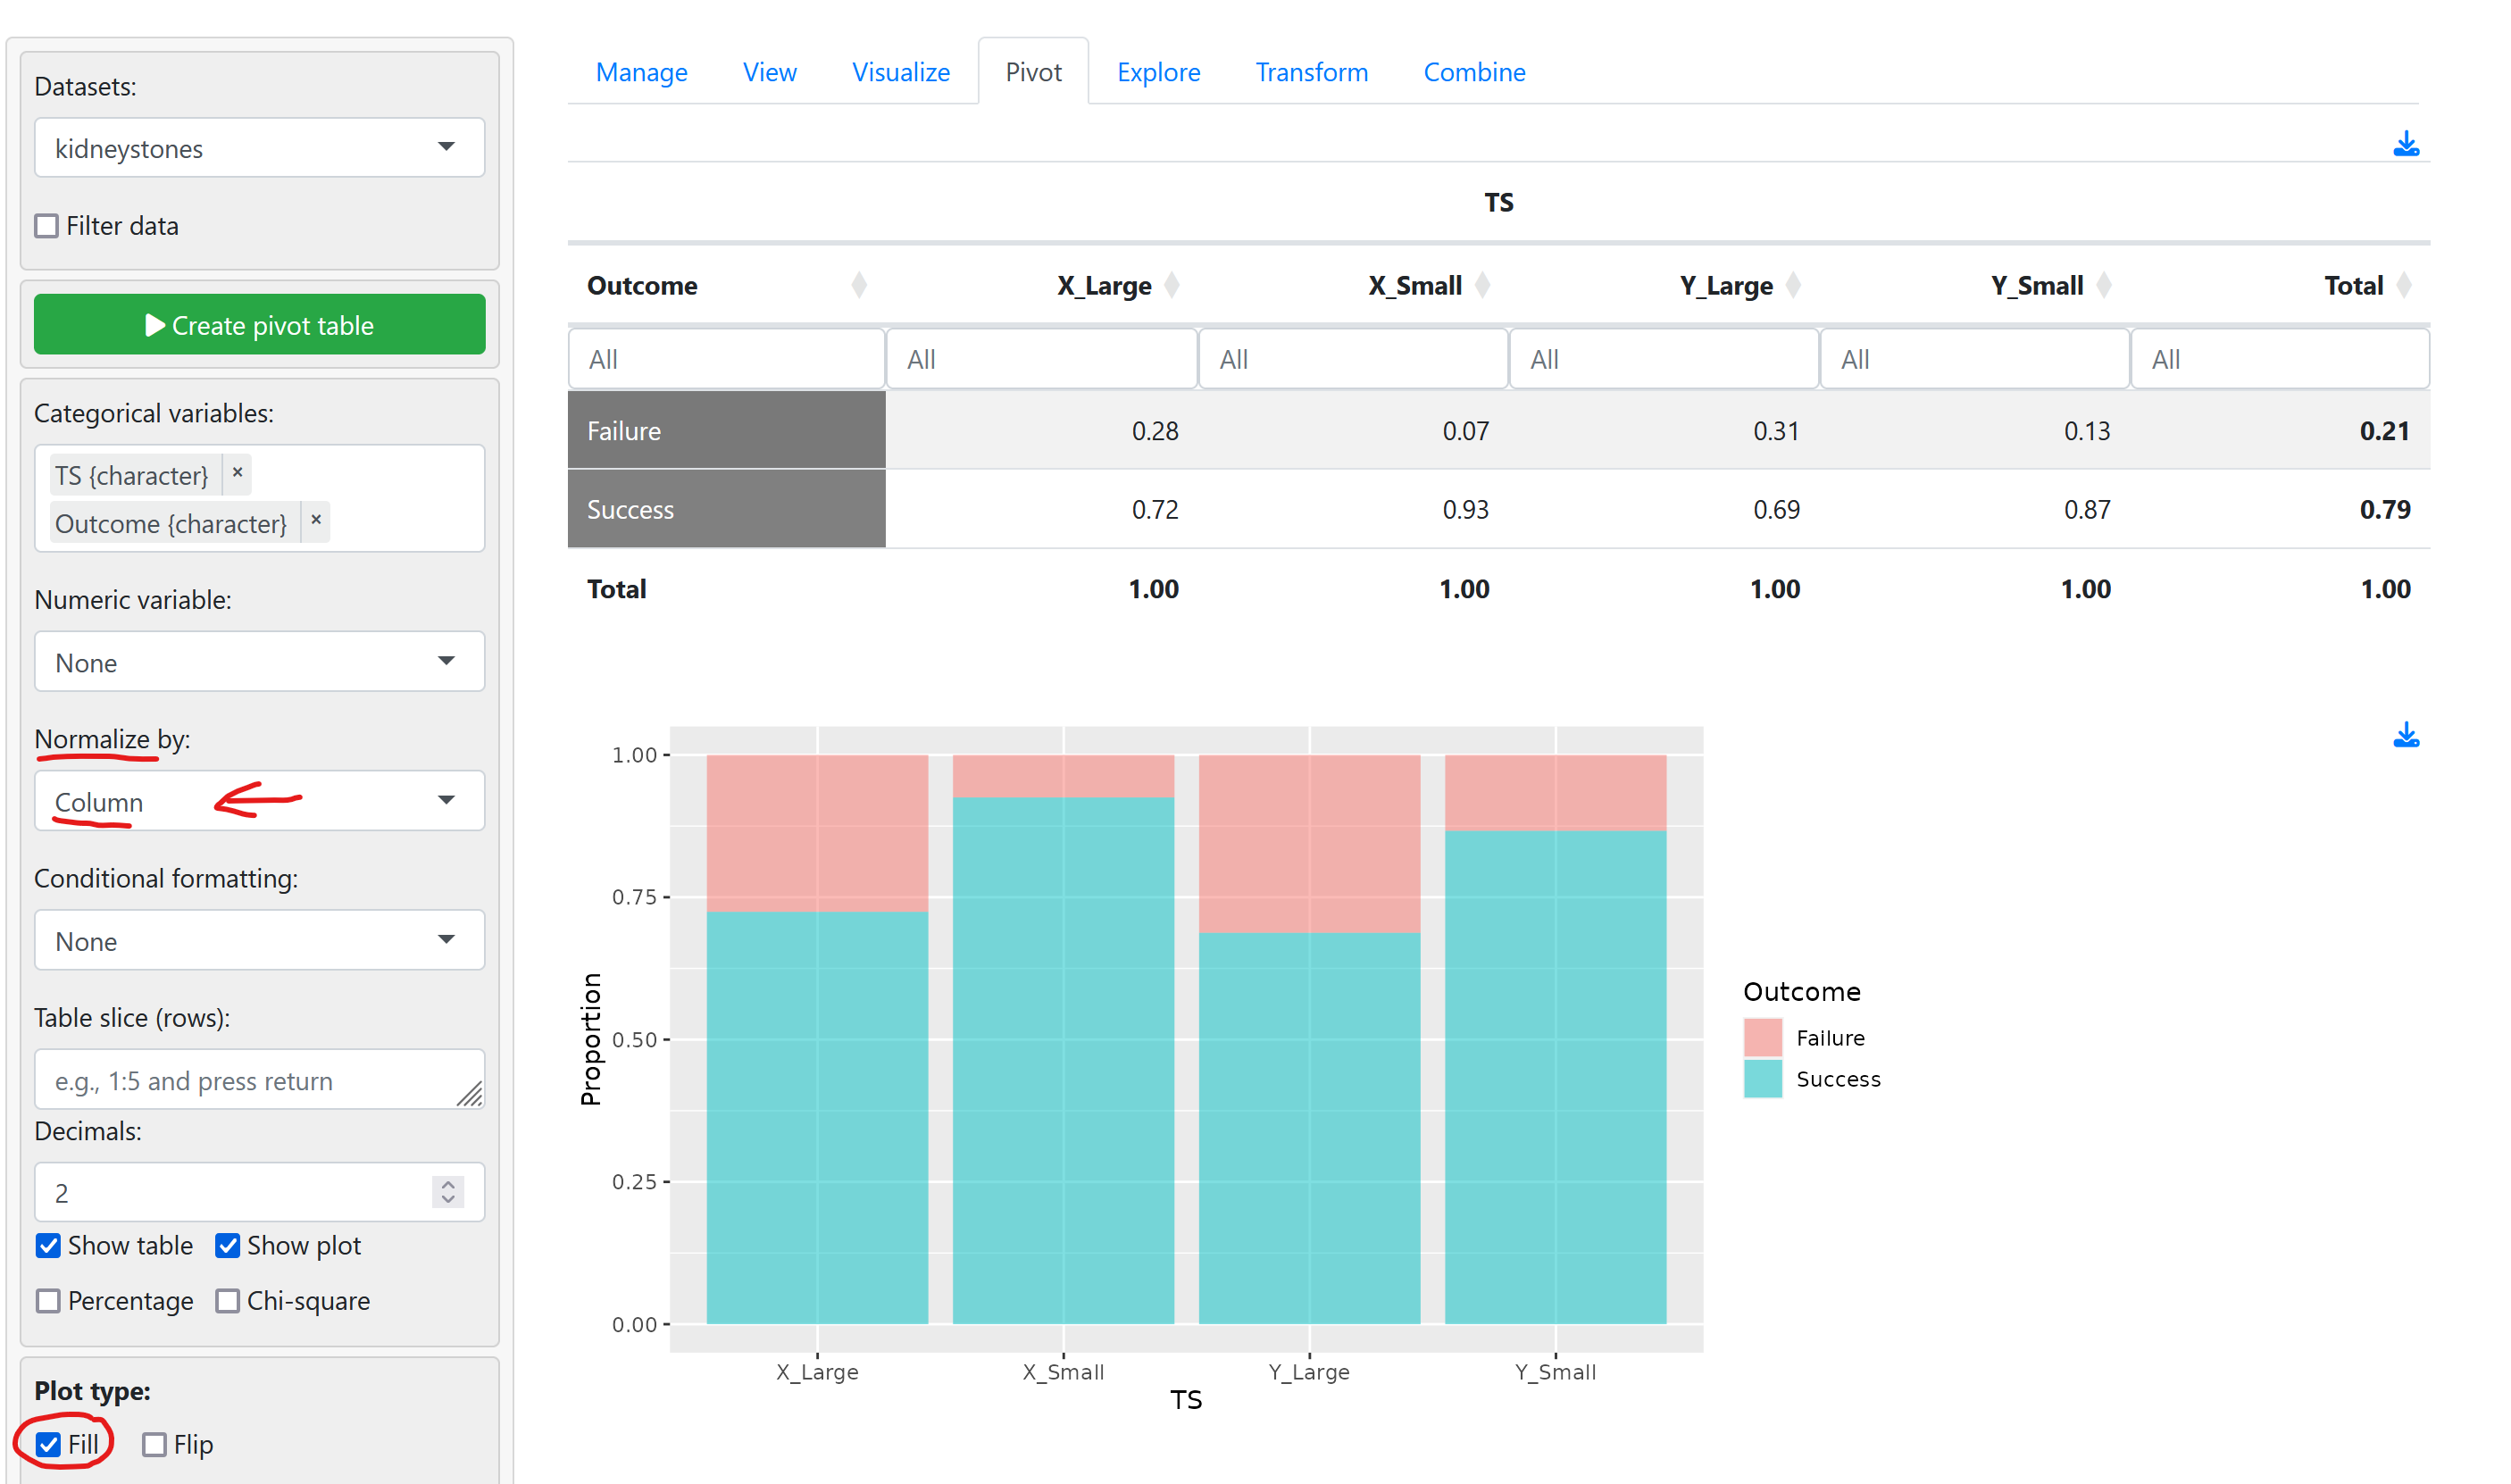 Datasets:
kidneystones
Filter data
Create pivot table
Categorical variables:
TS {character} ×
Outcome {character} ×
Numeric variable:
None
Normalize by:
Column
Conditional formatting:
None
Table slice (rows):
e.g., 1:5 and press return
Decimals:
2
Show table Show plot
Percentage Chi-square
Plot type:
Fill Flip
Manage View Visualize Pivot Explore Transform Combine
TS
Outcome X_Large X_Small Y_Large Y_Small Total
All All All All All All
Failure 0.28 0.07 0.31 0.13 0.21
Success 0.72 0.93 0.69 0.87 0.79
Total 1.00 1.00 1.00 1.00 1.00
1.00
0.75
0.50
0.25
0.00
Proportion
X_Large X_Small Y_Large Y_Small
TS
Outcome
Failure
Success